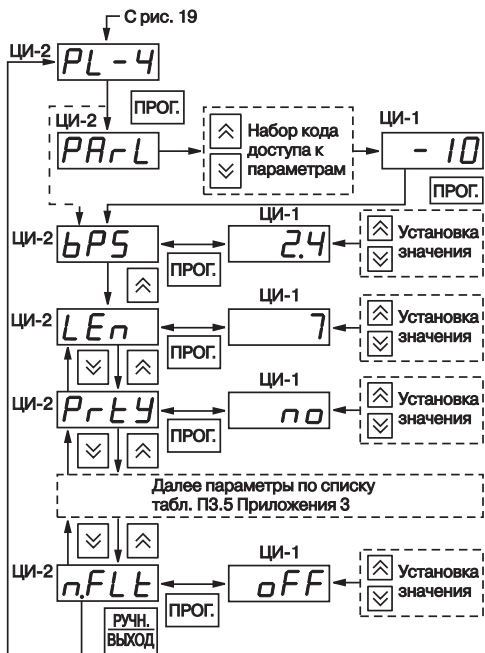 С рис. 19
ЦИ-2
PL-4
ПРОГ.
ЦИ-2
PArL
Набор кода
доступа к
параметрам
ЦИ-1
-10
ПРОГ.
ЦИ-2
bPS
ПРОГ.
ЦИ-1
2.4
Установка
значения
ЦИ-2
LEn
ПРОГ.
ЦИ-1
7
Установка
значения
ЦИ-2
PrtY
ПРОГ.
ЦИ-1
no
Установка
значения
Далее параметры по списку
табл. П3.5 Приложения 3
ЦИ-2
n.FLt
ПРОГ.
ЦИ-1
oFF
Установка
значения
РУЧН.
ВЫХОД